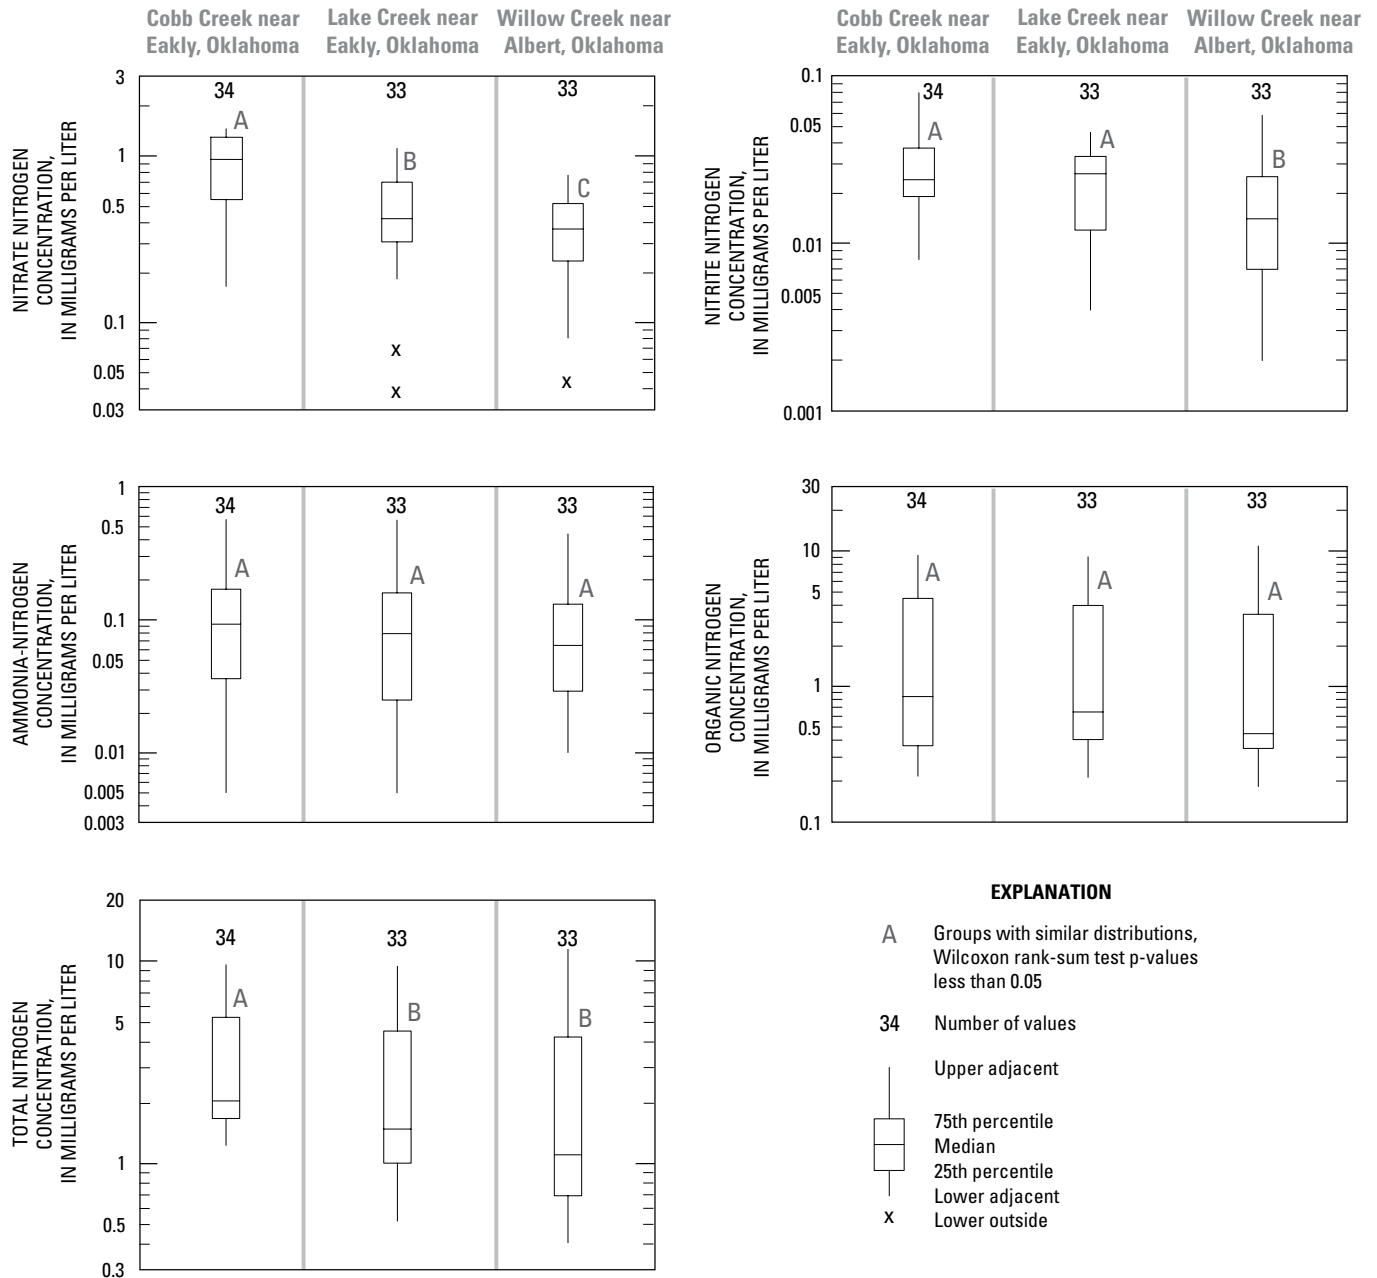 Cobb Creek near
Eakly, Oklahoma
Lake Creek near
Eakly, Oklahoma
Willow Creek near
Albert, Oklahoma
NITRATE NITROGEN
CONCENTRATION,
IN MILLIGRAMS PER LITER
3
1
0.5
0.1
0.05
0.03
34
A
33
B
x
x
33
C
x
Cobb Creek near
Eakly, Oklahoma
Lake Creek near
Eakly, Oklahoma
Willow Creek near
Albert, Oklahoma
NITRITE NITROGEN
CONCENTRATION,
IN MILLIGRAMS PER LITER
0.1
0.05
0.01
0.005
0.001
34
A
33
A
33
B
AMMONIA-NITROGEN
CONCENTRATION,
IN MILLIGRAMS PER LITER
1
0.5
0.1
0.05
0.01
0.005
0.003
34
A
33
A
33
A
ORGANIC NITROGEN
CONCENTRATION,
IN MILLIGRAMS PER LITER
30
10
5
1
0.5
0.1
34
A
33
A
33
A
TOTAL NITROGEN
CONCENTRATION,
IN MILLIGRAMS PER LITER
20
10
5
1
0.5
0.3
34
A
33
B
33
B
EXPLANATION
A Groups with similar distributions,
Wilcoxon rank-sum test p-values
less than 0.05
34 Number of values
Upper adjacent
75th percentile
Median
25th percentile
Lower adjacent
x Lower outside